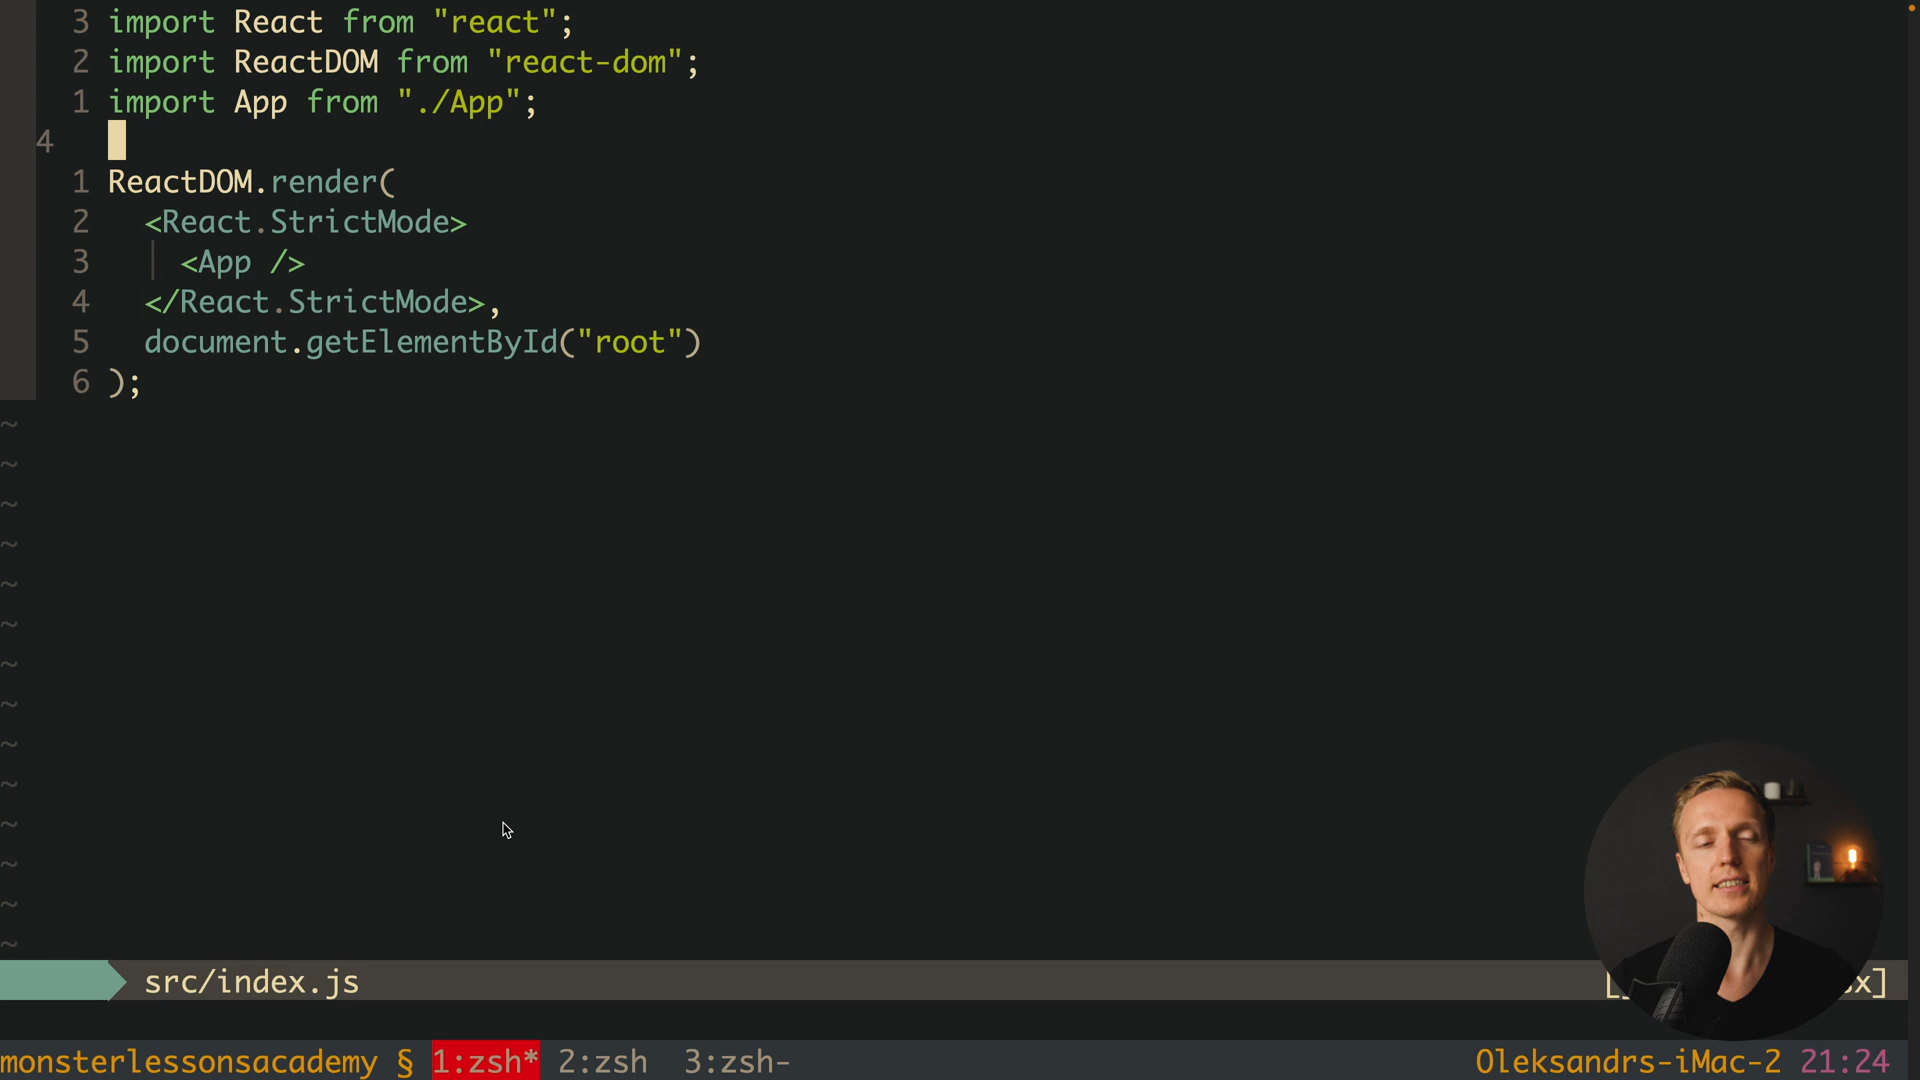 3 import React from "react";
2 import ReactDOM from "react-dom";
1 import App from "./App";
4
1 ReactDOM.render(
2 <React.StrictMode>
3 <App />
4 </React.StrictMode>,
5 document.getElementById("root")
6 );
~
~
~
~
~
~
~
~
~
~
~
~
~
~
src/index.js
monsterlessonsacademy § 1:zsh* 2:zsh 3:zsh- Oleksandrs-iMac-2 21:24